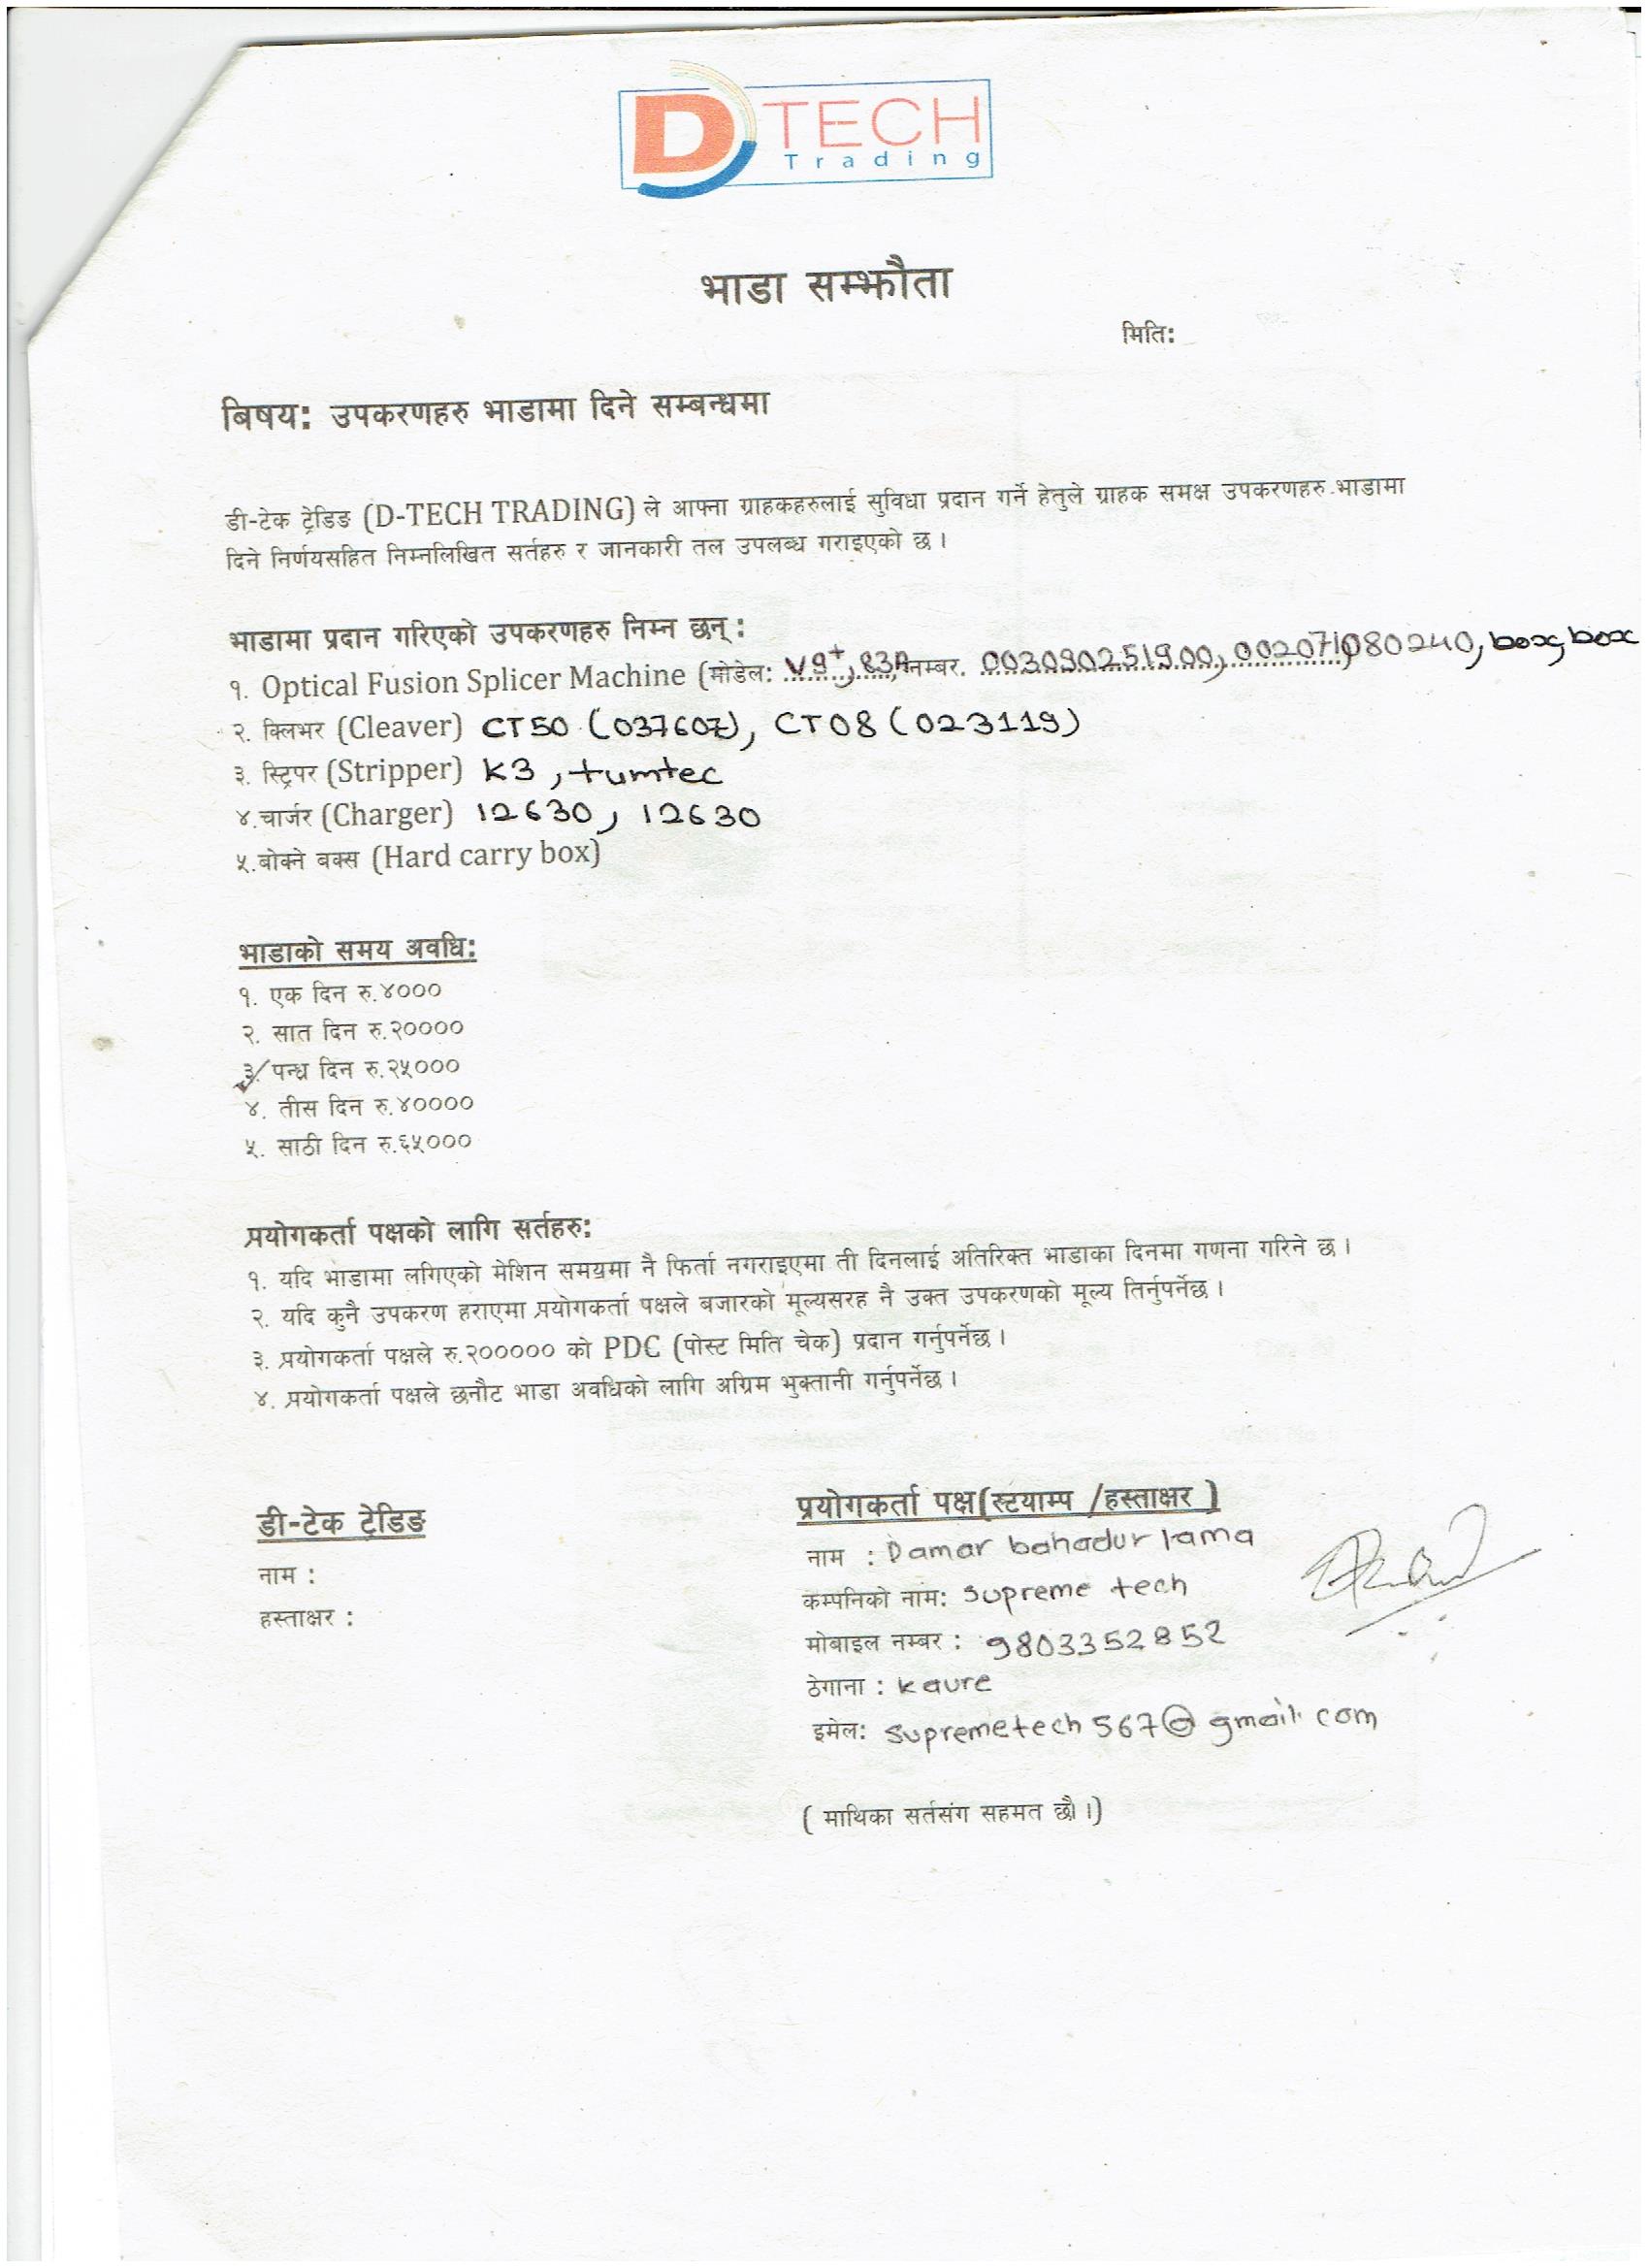 D TECH
Trading
भाडा सम्झौता
मितिः
बिषयः उपकरणहरु भाडामा दिने सम्बन्धमा
डी-टेक ट्रेडिङ (D-TECH TRADING) ले आफ्ना ग्राहकहरुलाई सुविधा प्रदान गर्ने हेतुले ग्राहक समक्ष उपकरणहरु भाडामा
दिने निर्णयसहित निम्नलिखित सर्तहरु र जानकारी तल उपलब्ध गराइएको छ।
भाडामा प्रदान गरिएको उपकरणहरु निम्न छन् :
१. Optical Fusion Splicer Machine (मोडेल: V9+, 83A नम्बर. 003090251900, 002071080240, box, box
२. क्लिभर (Cleaver) CT50 (037607), CT08 (023119)
३. स्ट्रिपर (Stripper) K3, tumtec
४.चार्जर (Charger) 12630, 12630
५.बोक्ने बक्स (Hard carry box)
भाडाको समय अवधि:
१. एक दिन रु.४०००
२. सात दिन रु.२००००
३. पन्ध्र दिन रु.२५०००
४. तीस दिन रु.४००००
५. साठी दिन रु.६५०००
प्रयोगकर्ता पक्षको लागि सर्तहरु:
१. यदि भाडामा लगिएको मेशिन समयमा नै फिर्ता नगराइएमा ती दिनलाई अतिरिक्त भाडाका दिनमा गणना गरिने छ।
२. यदि कुनै उपकरण हराएमा प्रयोगकर्ता पक्षले बजारको मूल्यसरह नै उक्त उपकरणको मूल्य तिर्नुपर्नेछ।
३. प्रयोगकर्ता पक्षले रु.२००००० को PDC (पोस्ट मिति चेक) प्रदान गर्नुपर्नेछ।
४. प्रयोगकर्ता पक्षले छनौट भाडा अवधिको लागि अग्रिम भुक्तानी गर्नुपर्नेछ।
डी-टेक ट्रेडिङ
नाम :
हस्ताक्षर :
प्रयोगकर्ता पक्ष(स्टयाम्प /हस्ताक्षर )
नाम : Damar bahadur lama
कम्पनिको नाम: supreme tech
मोबाइल नम्बर : 9803352852
ठेगाना : kavre
इमेल: supremetech567@gmail.com
( माथिका सर्तसंग सहमत छौ।)